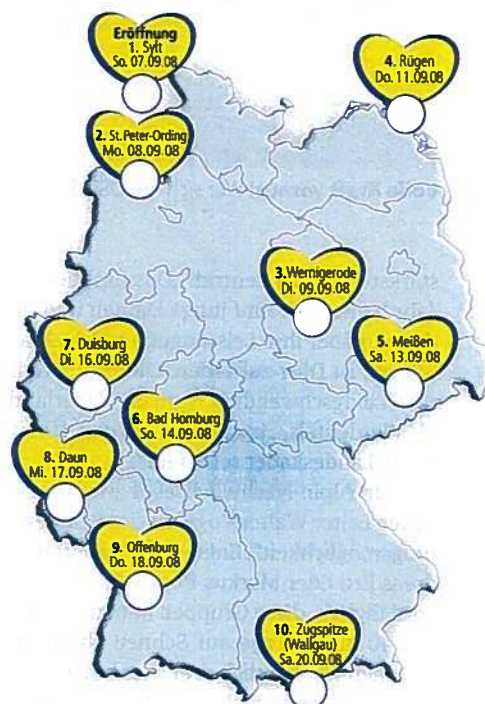 Eröffnung
1. Sylt
So. 07.09.08
4. Rügen
Do. 11.09.08
2. St.Peter-Ording
Mo. 08.09.08
3.Wernigerode
Di. 09.09.08
5. Meißen
Sa. 13.09.08
7. Duisburg
Di. 16.09.08
6. Bad Homburg
So. 14.09.08
8. Daun
Mi. 17.09.08
9. Offenburg
Do. 18.09.08
10. Zugspitze
(Wallgau)
Sa.20.09.08